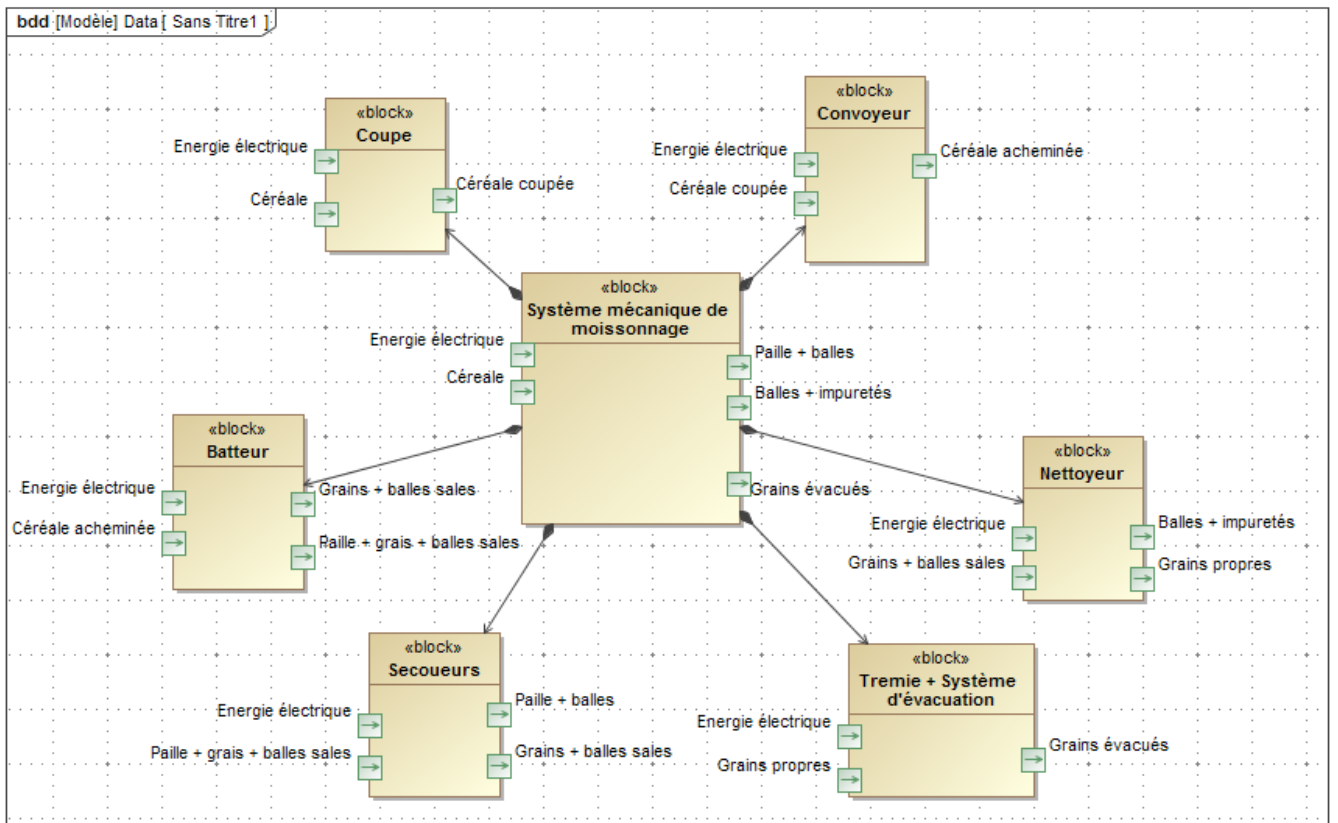 bdd [Modèle] Data [ Sans Titre1 ]
«block»
Coupe
Energie électrique
Céréale
Céréale coupée
«block»
Convoyeur
Energie électrique
Céréale coupée
Céréale acheminée
«block»
Système mécanique de
moissonnage
Energie électrique
Céreale
Paille + balles
Balles + impuretés
Grains évacués
«block»
Batteur
Energie électrique
Céréale acheminée
Grains + balles sales
Paille + grais + balles sales
«block»
Nettoyeur
Energie électrique
Grains + balles sales
Balles + impuretés
Grains propres
«block»
Secoueurs
Energie électrique
Paille + grais + balles sales
Paille + balles
Grains + balles sales
«block»
Tremie + Système
d'évacuation
Energie électrique
Grains propres
Grains évacués